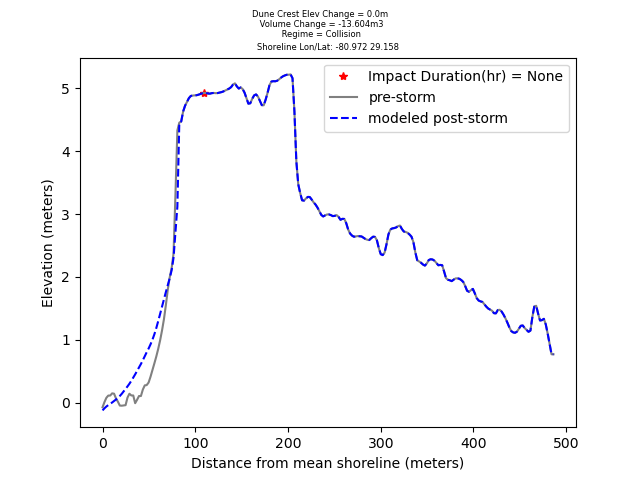 Dune Crest Elev Change = 0.0m
Volume Change = -13.604m3
Regime = Collision
Shoreline Lon/Lat: -80.972 29.158
Impact Duration(hr) = None
pre-storm
modeled post-storm
Elevation (meters)
5
4
3
2
1
0
0 100 200 300 400 500
Distance from mean shoreline (meters)